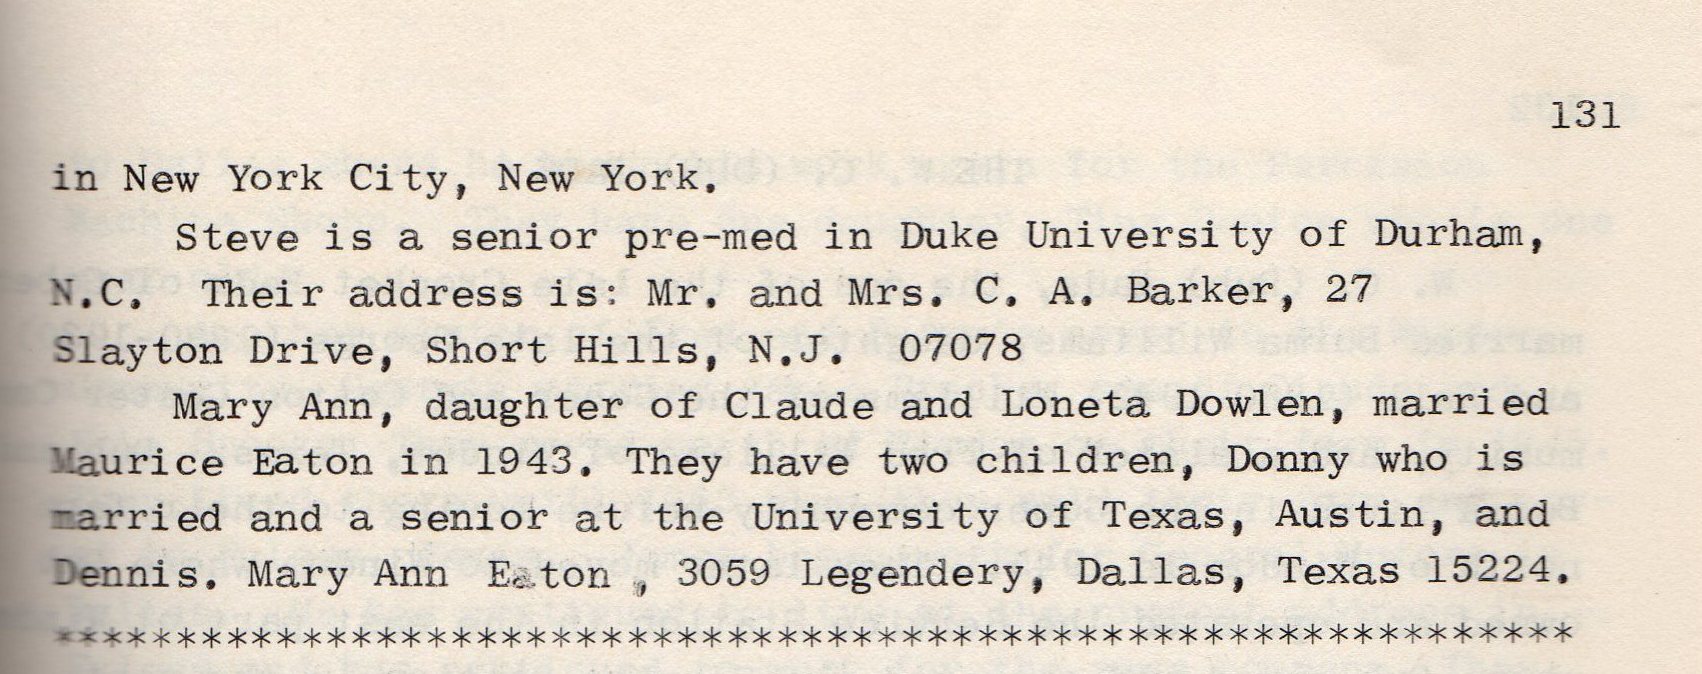 131
in New York City, New York.
Steve is a senior pre-med in Duke University of Durham,
N.C. Their address is: Mr. and Mrs. C. A. Barker, 27
Slayton Drive, Short Hills, N.J. 07078
Mary Ann, daughter of Claude and Loneta Dowlen, married
Maurice Eaton in 1943. They have two children, Donny who is
married and a senior at the University of Texas, Austin, and
Dennis. Mary Ann Eaton , 3059 Legendery, Dallas, Texas 15224.
*************************************************************